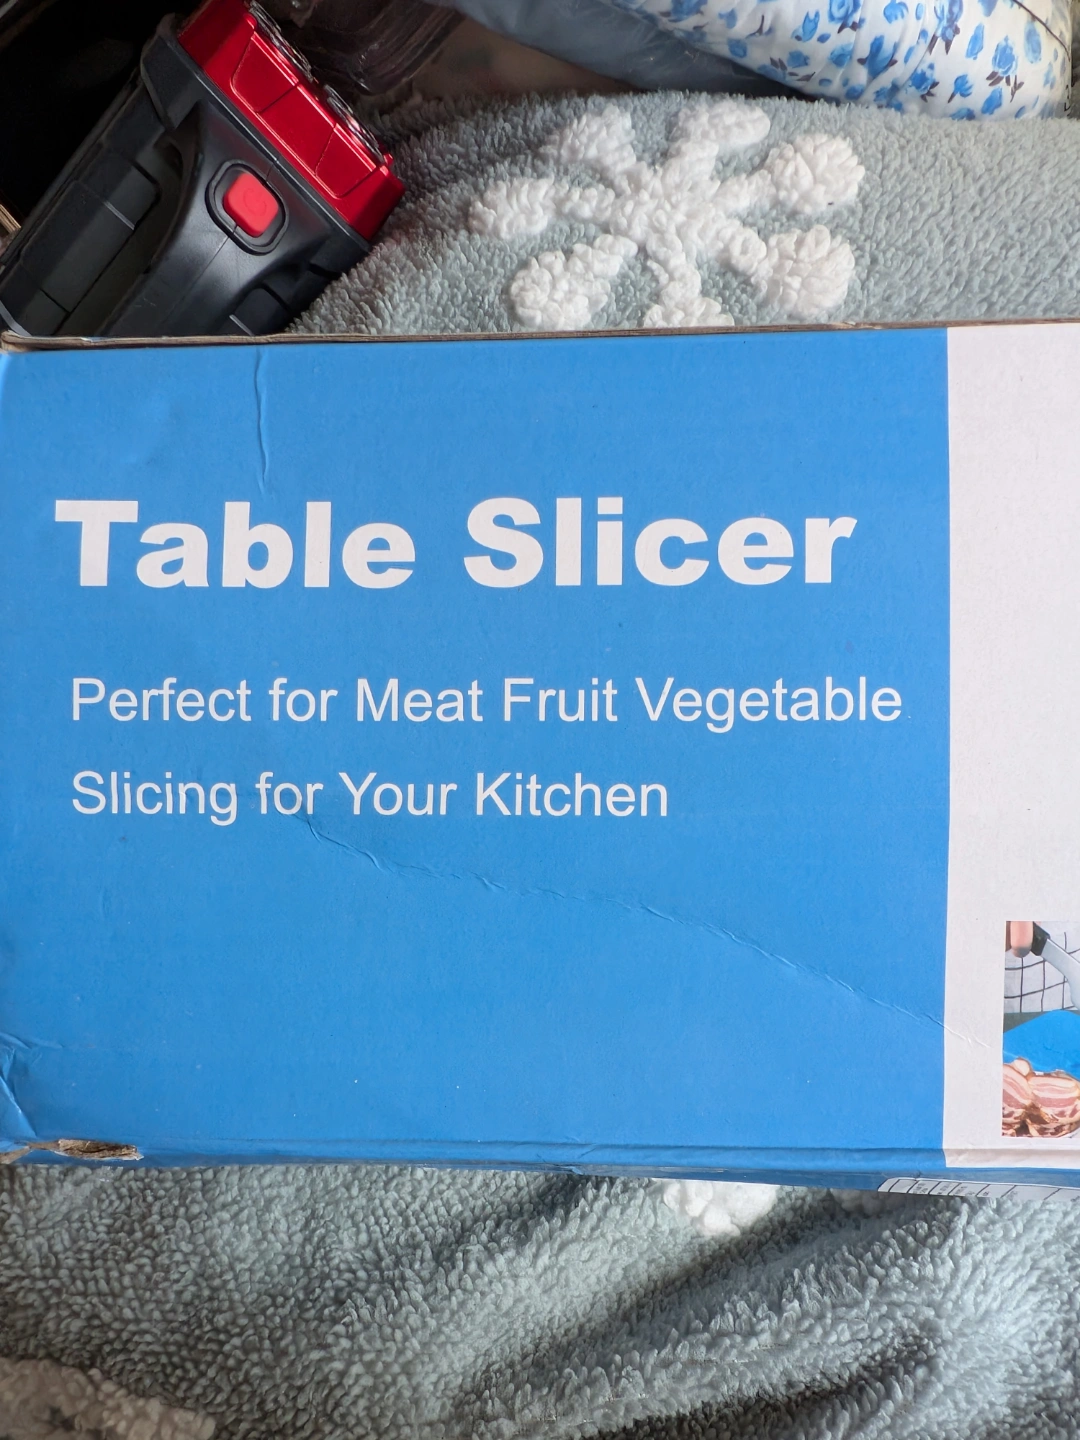 Table Slicer
Perfect for Meat Fruit Vegetable
Slicing for Your Kitchen